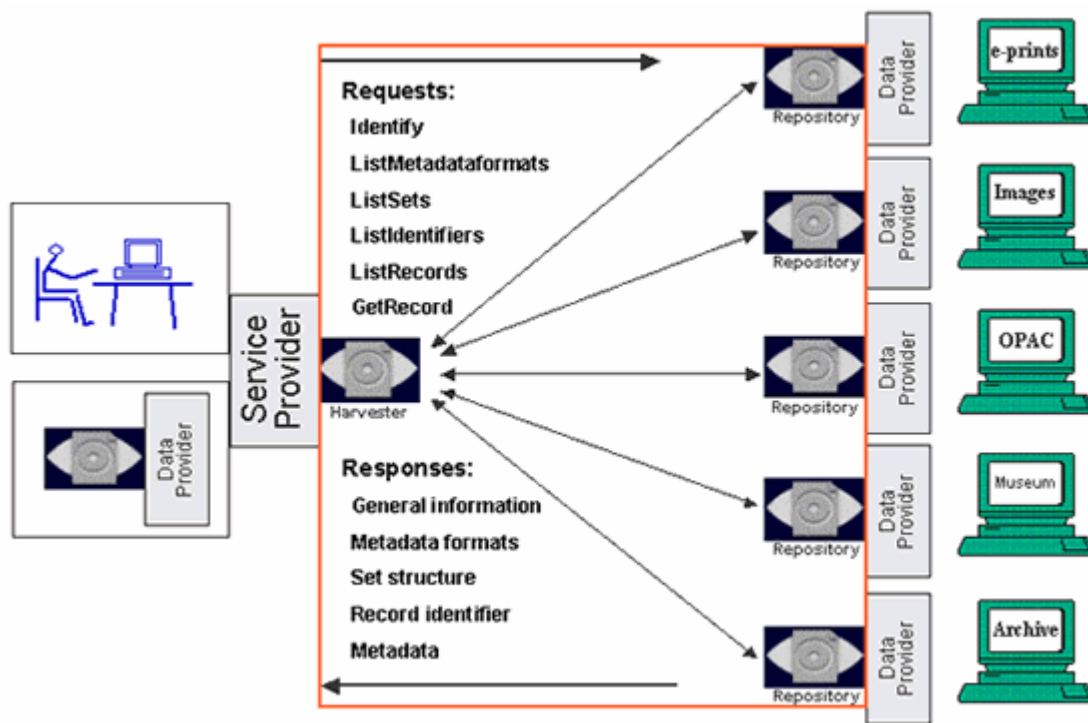 Requests:
Identify
ListMetadataformats
ListSets
ListIdentifiers
ListRecords
GetRecord
Service
Provider
Harvester
Data
Provider
Responses:
General information
Metadata formats
Set structure
Record identifier
Metadata
Repository
Data
Provider
e-prints
Repository
Data
Provider
Images
Repository
Data
Provider
OPAC
Repository
Data
Provider
Museum
Repository
Data
Provider
Archive